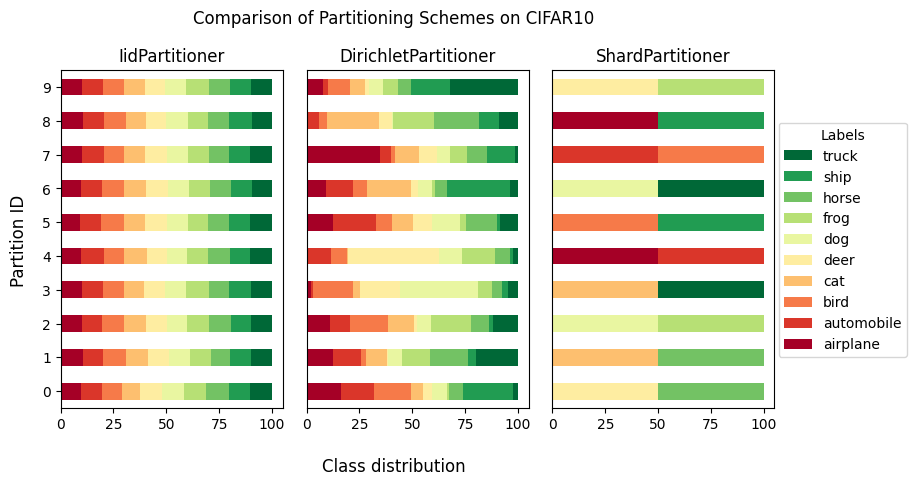 Comparison of Partitioning Schemes on CIFAR10
IidPartitioner
DirichletPartitioner
ShardPartitioner
Partition ID
9
8
7
6
5
4
3
2
1
0
0 25 50 75 100
0 25 50 75 100
0 25 50 75 100
Class distribution
Labels
truck
ship
horse
frog
dog
deer
cat
bird
automobile
airplane